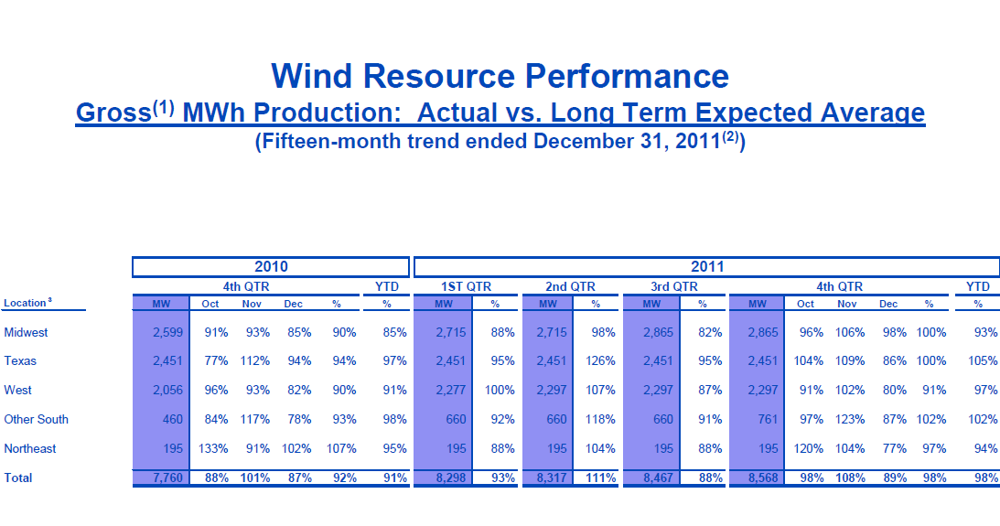 Wind Resource Performance
Gross(1) MWh Production: Actual vs. Long Term Expected Average
(Fifteen-month trend ended December 31, 2011(2))
2010 2011
4th QTR YTD 1ST QTR 2nd QTR 3rd QTR 4th QTR YTD
Location 3 MW Oct Nov Dec % % MW % MW % MW % MW Oct Nov Dec % %
Midwest 2,599 91% 93% 85% 90% 85% 2,715 88% 2,715 98% 2,865 82% 2,865 96% 106% 98% 100% 93%
Texas 2,451 77% 112% 94% 94% 97% 2,451 95% 2,451 126% 2,451 95% 2,451 104% 109% 86% 100% 105%
West 2,056 96% 93% 82% 90% 91% 2,277 100% 2,297 107% 2,297 87% 2,297 91% 102% 80% 91% 97%
Other South 460 84% 117% 78% 93% 98% 660 92% 660 118% 660 91% 761 97% 123% 87% 102% 102%
Northeast 195 133% 91% 102% 107% 95% 195 88% 195 104% 195 88% 195 120% 104% 77% 97% 94%
Total 7,760 88% 101% 87% 92% 91% 8,298 93% 8,317 111% 8,467 88% 8,568 98% 108% 89% 98% 98%